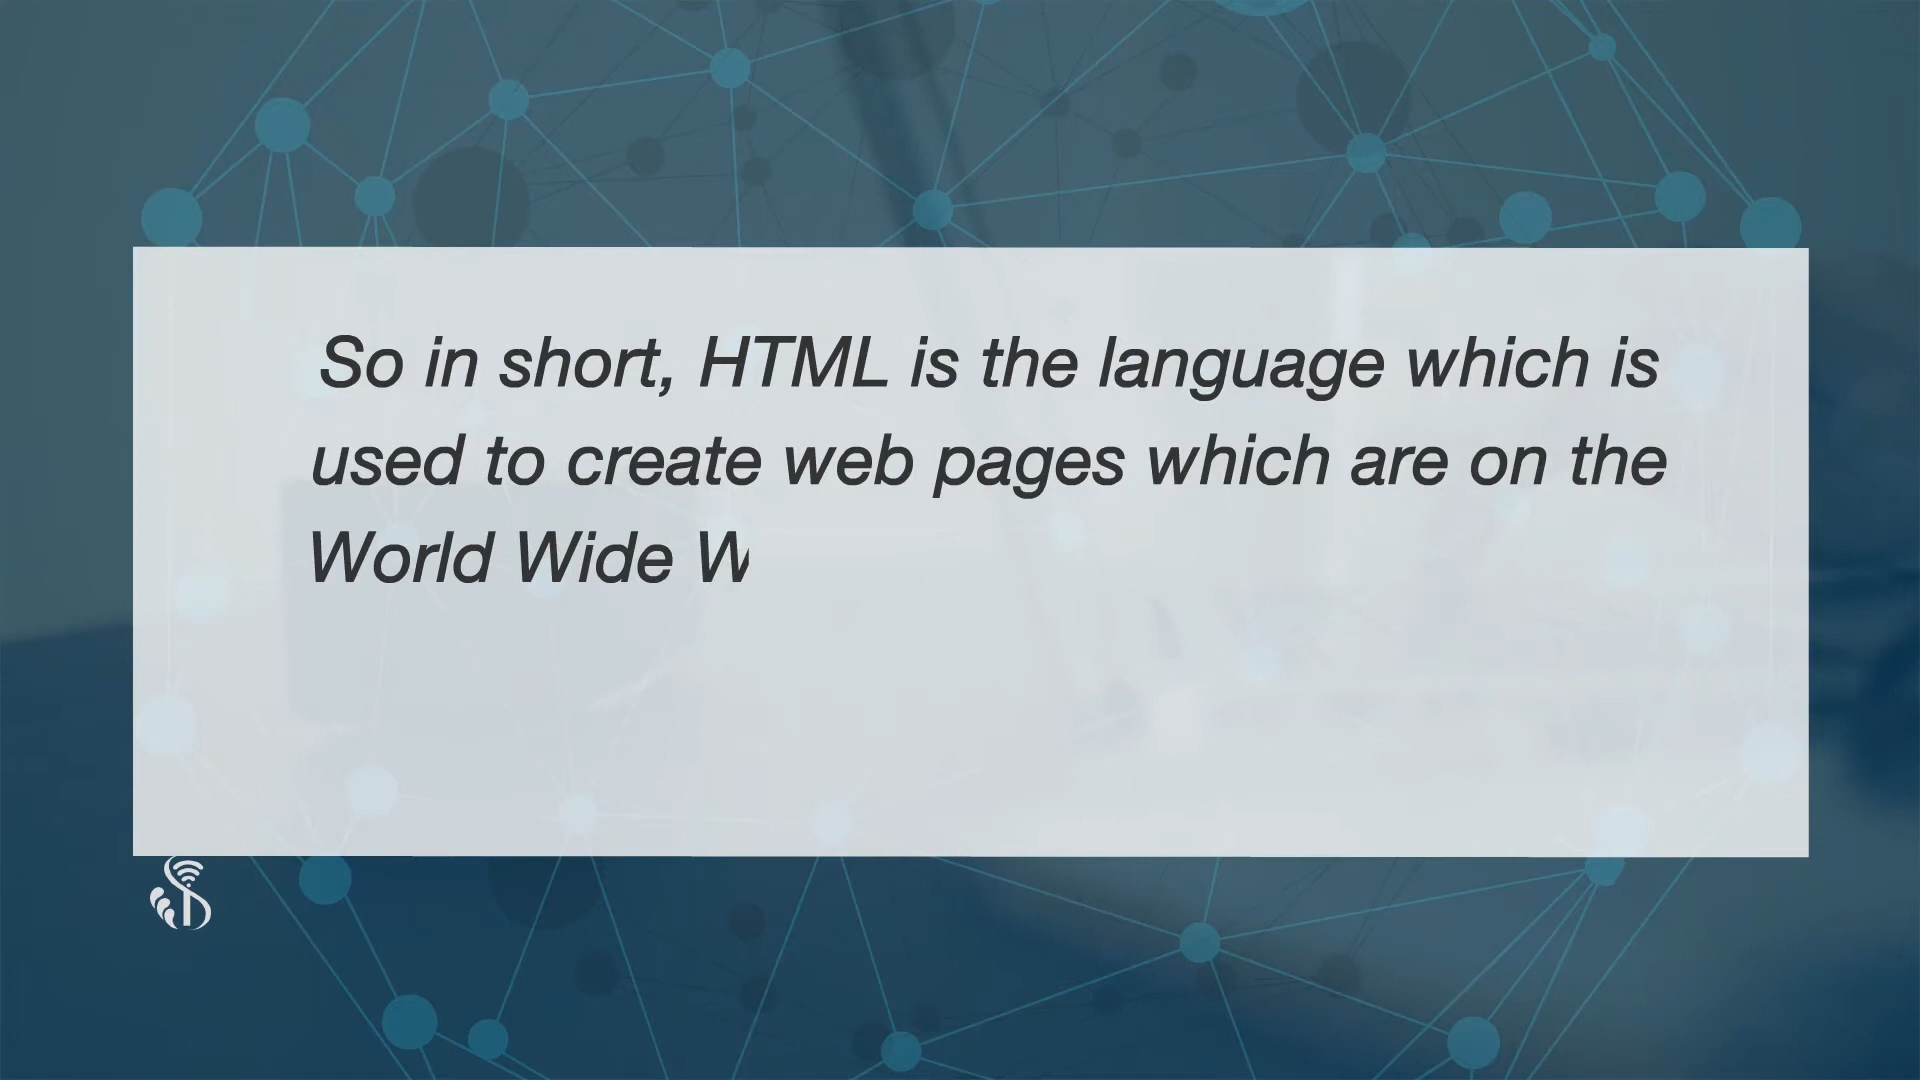 So in short, HTML is the language which is
used to create web pages which are on the
World Wide W